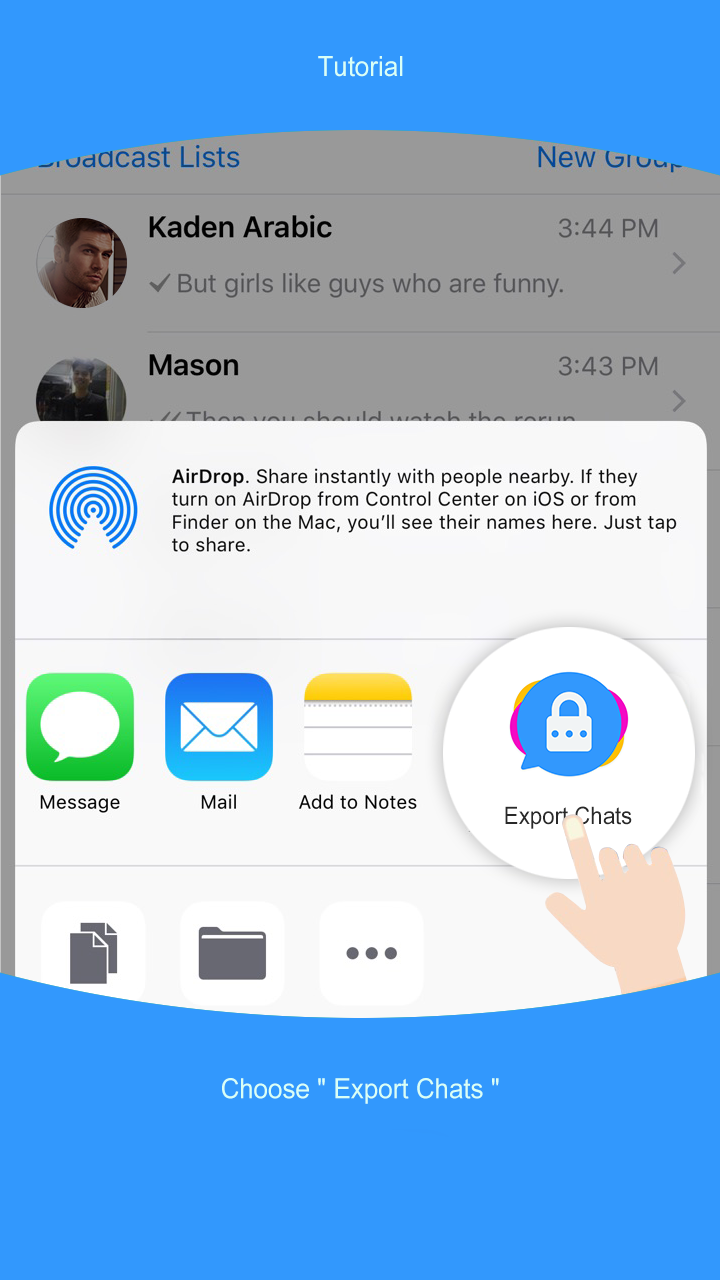 Tutorial
Broadcast Lists New Group
Kaden Arabic 3:44 PM
But girls like guys who are funny.
Mason 3:43 PM
Then you should watch the rerun
AirDrop. Share instantly with people nearby. If they
turn on AirDrop from Control Center on iOS or from
Finder on the Mac, you’ll see their names here. Just tap
to share.
Message Mail Add to Notes Export Chats
Choose " Export Chats "